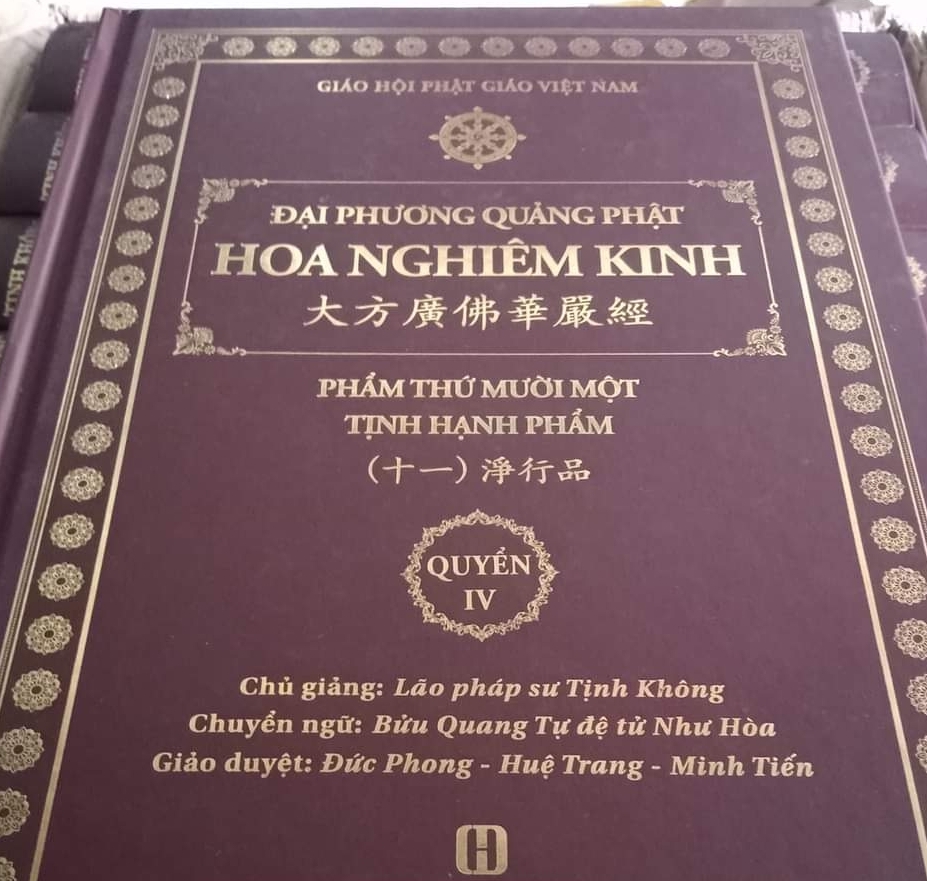 GIÁO HỘI PHẬT GIÁO VIỆT NAM
ĐẠI PHƯƠNG QUẢNG PHẬT
HOA NGHIÊM KINH
大方廣佛華嚴經
PHẨM THỨ MƯỜI MỘT
TỊNH HẠNH PHẨM
(十一) 淨行品
QUYỂN
IV
Chủ giảng: Lão pháp sư Tịnh Không
Chuyển ngữ: Bửu Quang Tự đệ tử Như Hòa
Giảo duyệt: Đức Phong - Huệ Trang - Minh Tiến